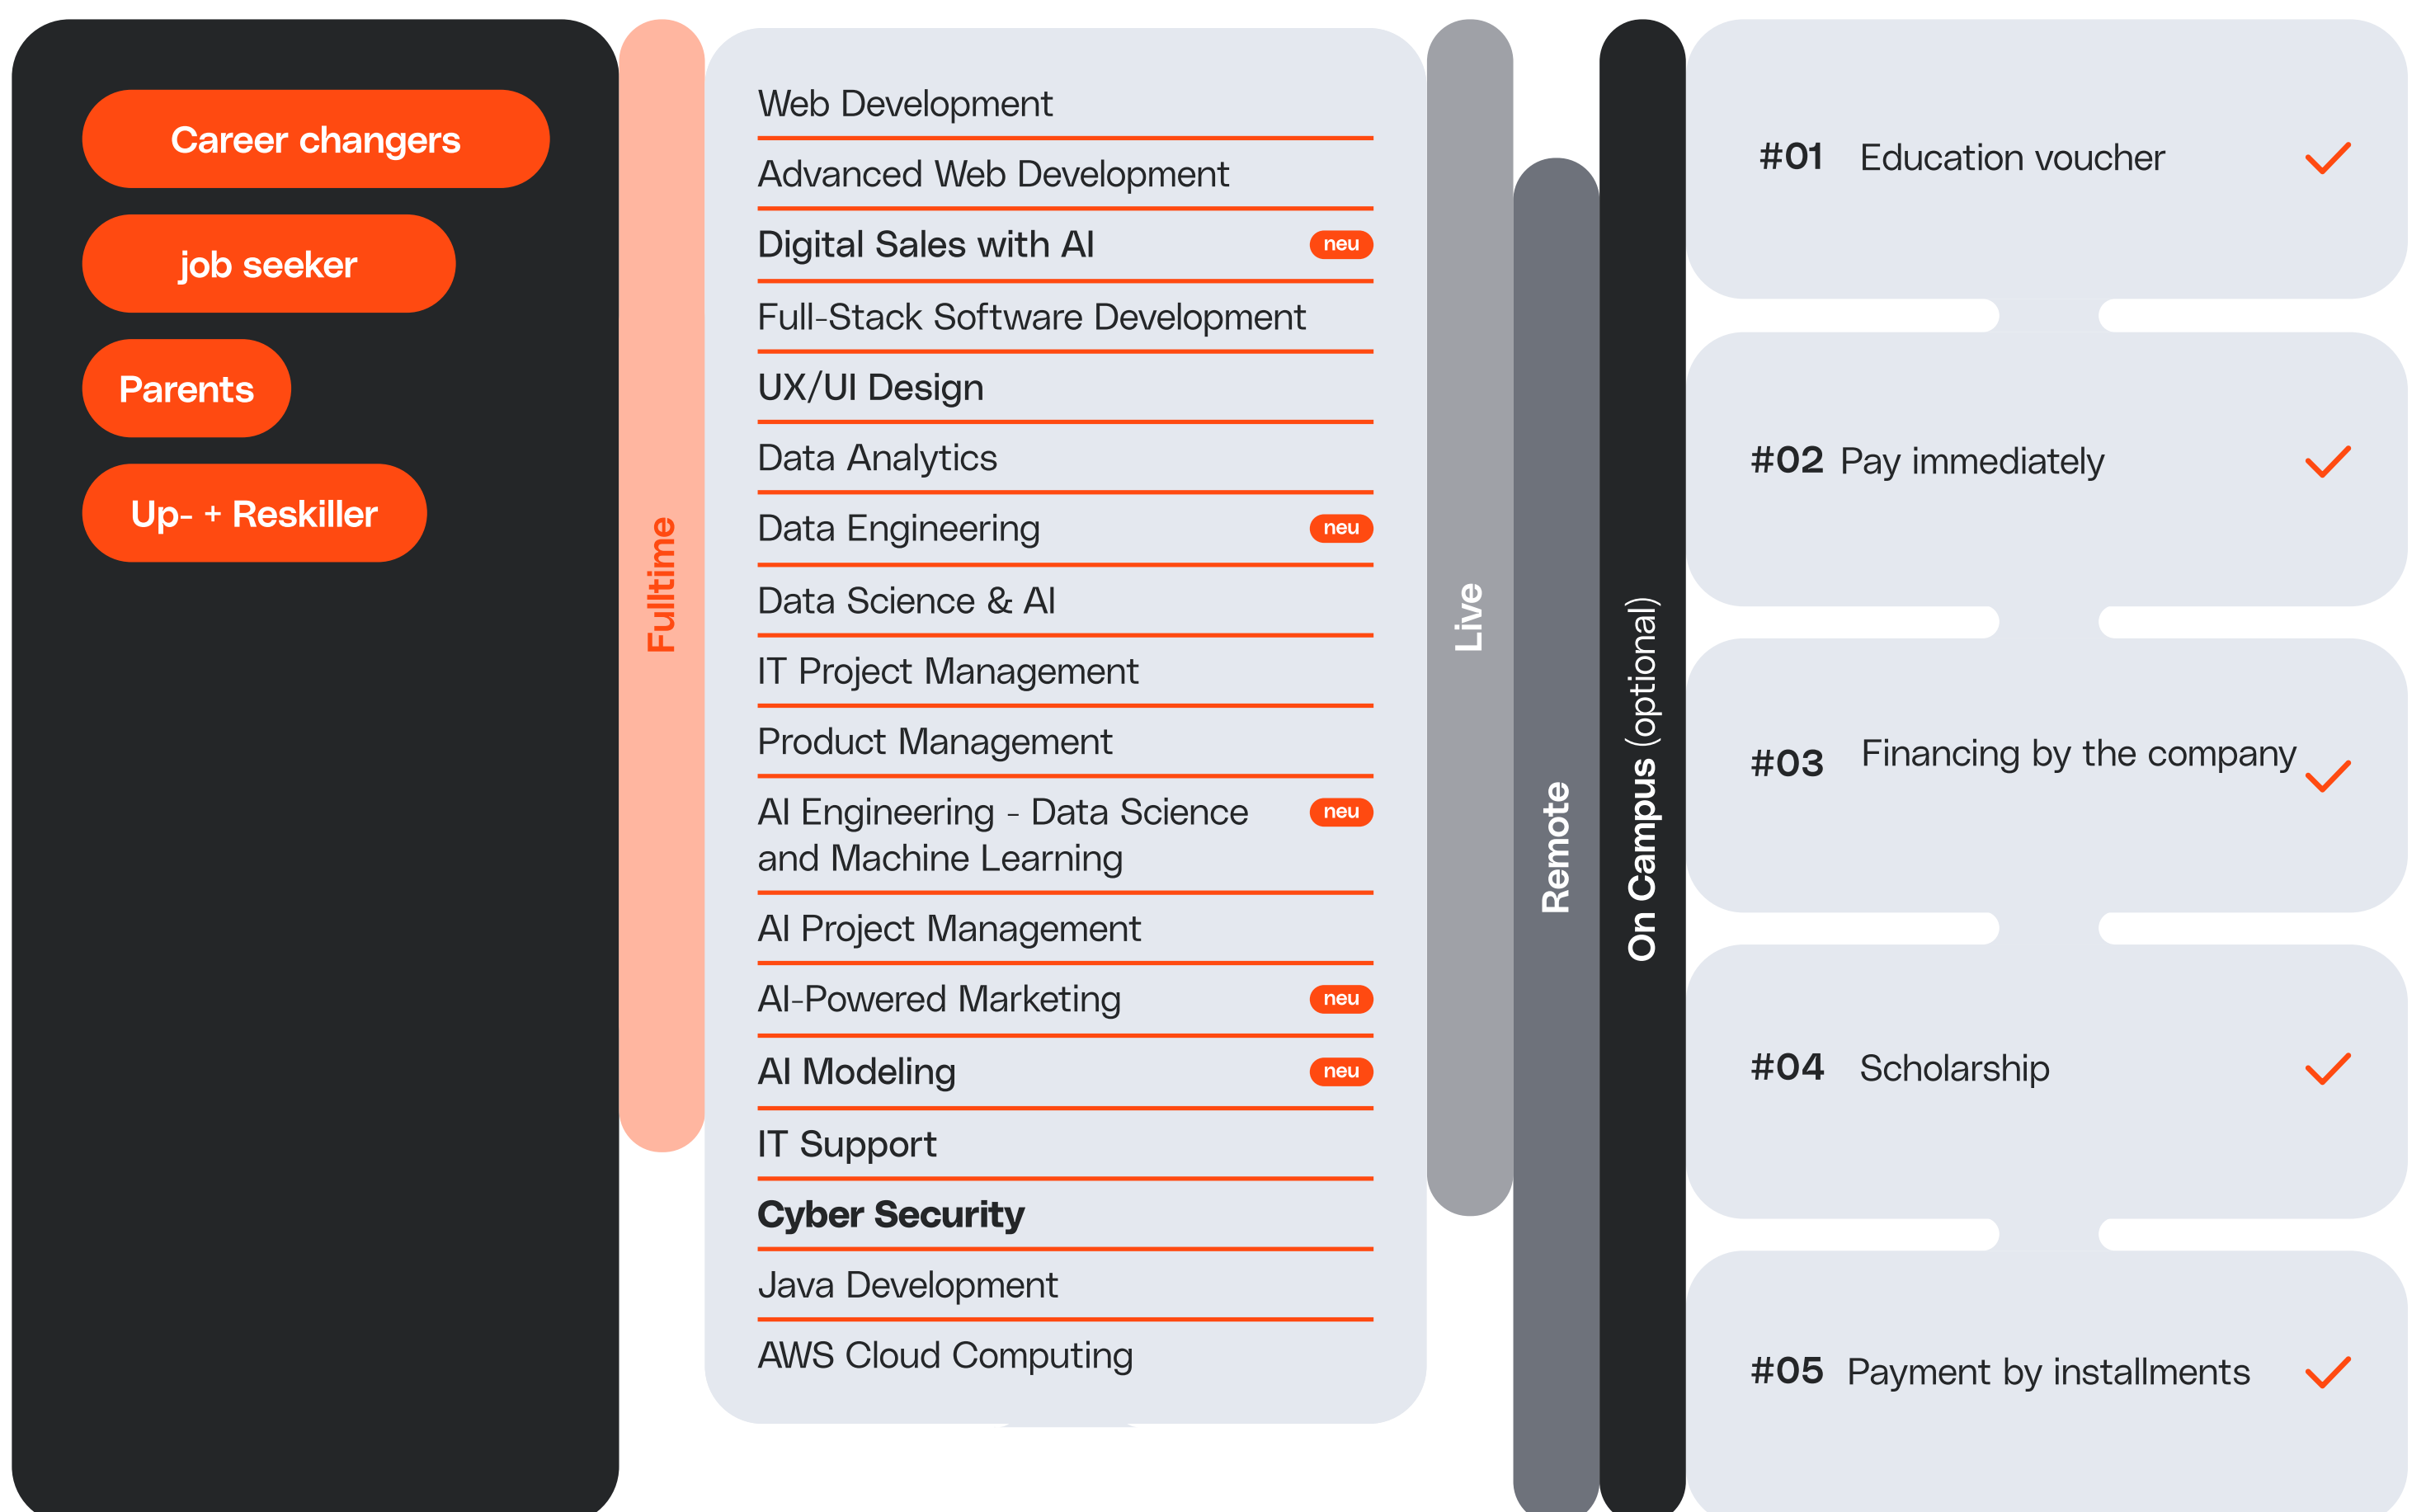 Career changers
job seeker
Parents
Up- + Reskiller
Fulltime
Web Development
Advanced Web Development
Digital Sales with AI neu
Full-Stack Software Development
UX/UI Design
Data Analytics
Data Engineering neu
Data Science & AI
IT Project Management
Product Management
AI Engineering - Data Science neu
and Machine Learning
AI Project Management
AI-Powered Marketing neu
AI Modeling neu
IT Support
Cyber Security
Java Development
AWS Cloud Computing
Live
Remote
On Campus (optional)
#01 Education voucher
#02 Pay immediately
#03 Financing by the company
#04 Scholarship
#05 Payment by installments